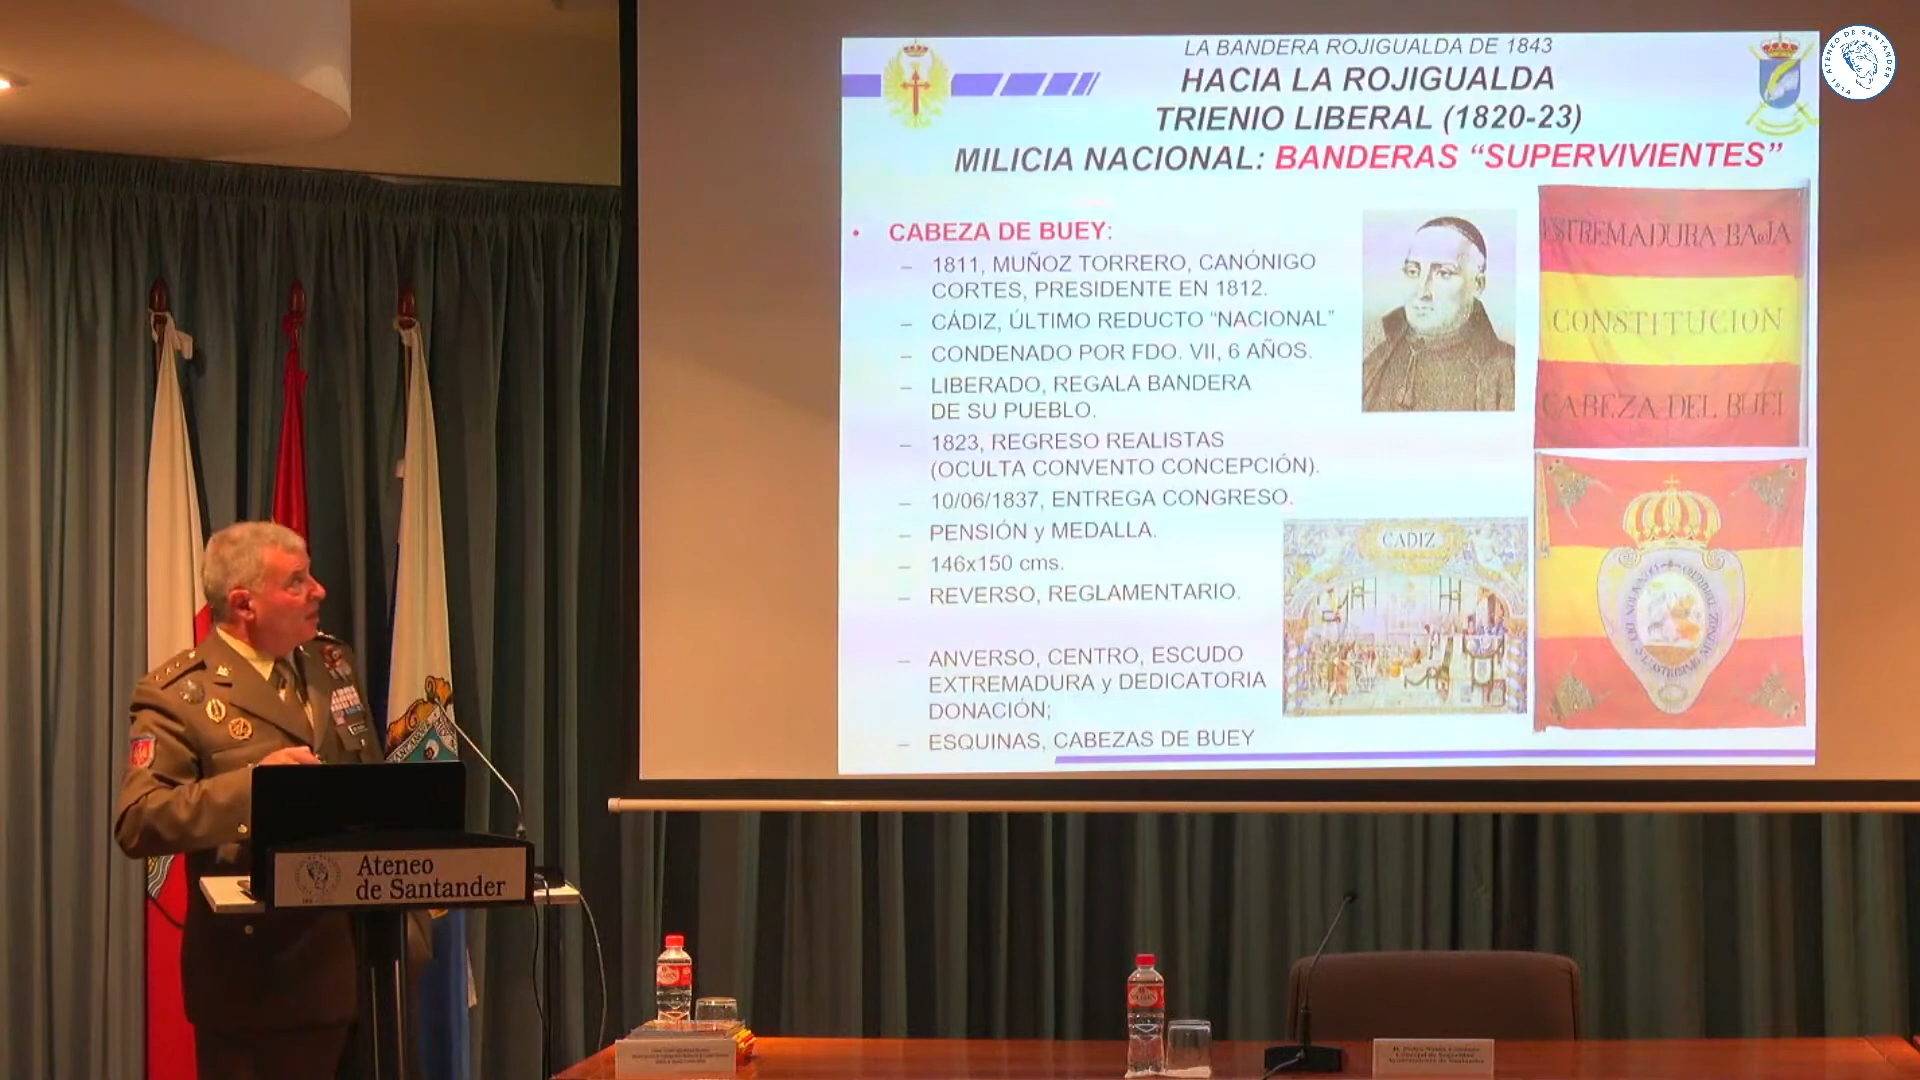 LA BANDERA ROJIGUALDA DE 1843
HACIA LA ROJIGUALDA
TRIENIO LIBERAL (1820-23)
MILICIA NACIONAL: BANDERAS “SUPERVIVIENTES”
• CABEZA DE BUEY:
– 1811, MUÑOZ TORRERO, CANÓNIGO
CORTES, PRESIDENTE EN 1812.
– CÁDIZ, ÚLTIMO REDUCTO “NACIONAL”
– CONDENADO POR FDO. VII, 6 AÑOS.
– LIBERADO, REGALA BANDERA
DE SU PUEBLO.
– 1823, REGRESO REALISTAS
(OCULTA CONVENTO CONCEPCIÓN).
– 10/06/1837, ENTREGA CONGRESO.
– PENSIÓN y MEDALLA.
– 146x150 cms.
– REVERSO, REGLAMENTARIO.
– ANVERSO, CENTRO, ESCUDO
EXTREMADURA y DEDICATORIA
DONACIÓN;
– ESQUINAS, CABEZAS DE BUEY
ESTREMADURA BAJA
CONSTITUCION
CABEZA DEL BUEI
CADIZ
ATENEO DE SANTANDER
1914
Ateneo
de Santander